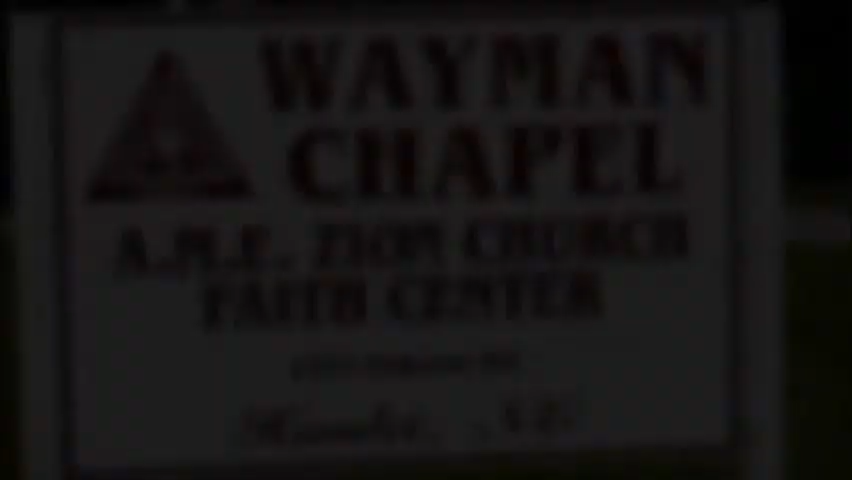 WAYMAN
CHAPEL
A.M.E. ZION CHURCH
FAITH CENTER